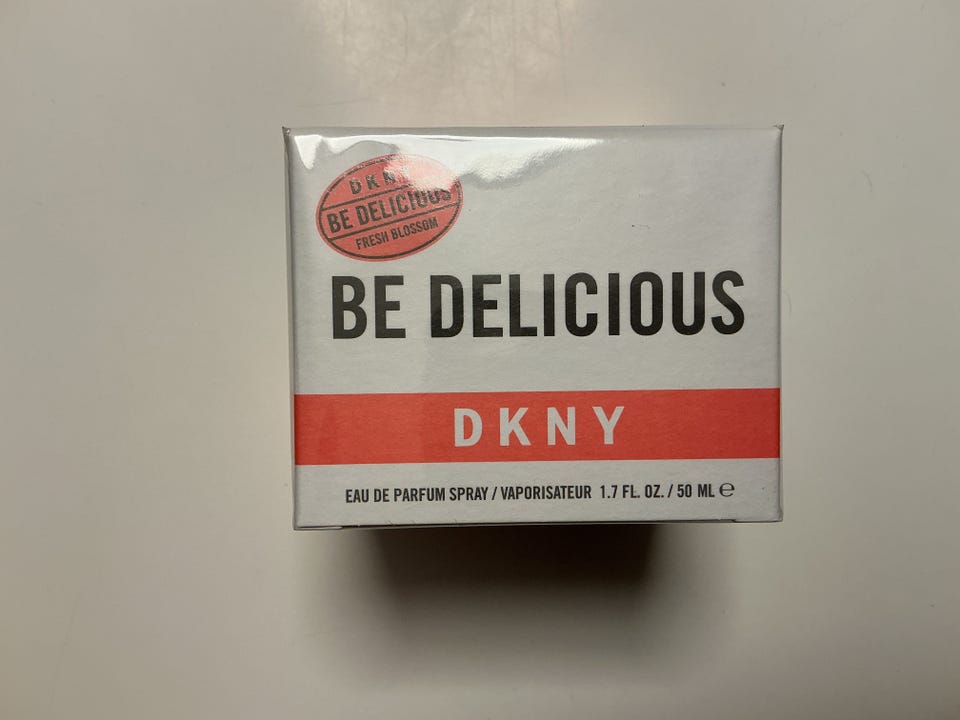 DKNY
BE DELICIOUS
FRESH BLOSSOM
BE DELICIOUS
DKNY
EAU DE PARFUM SPRAY / VAPORISATEUR 1.7 FL. OZ. / 50 ML ℮